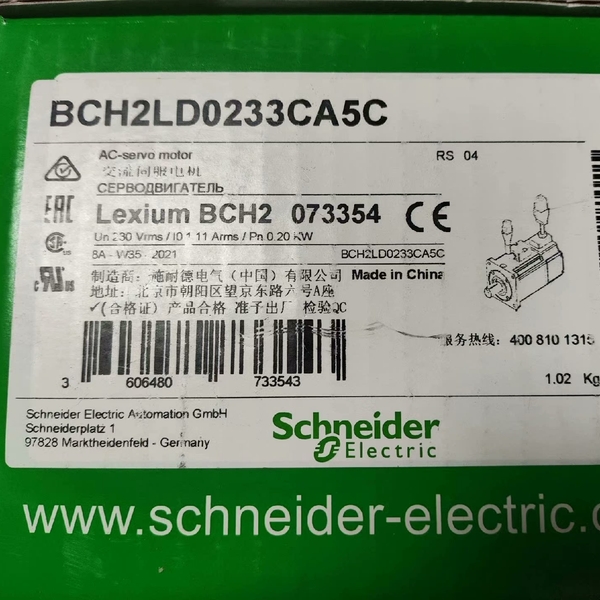 BCH2LD0233CA5C
AC-servo motor
RS 04
交流伺服电机
СЕРВОДВИГАТЕЛЬ
EAC
Lexium BCH2 073354 CE
Un 230 Vrms / I0 1.11 Arms / Pn 0.20 KW
8A - W35 - 2021
BCH2LD0233CA5C
制造商：施耐德电气（中国）有限公司 Made in China
地址：北京市朝阳区望京东路六号A座
✓(合格证) 产品合格 准予出厂 检验QC
服务热线：400 810 1315
3 606480 733543
1.02 Kg
Schneider Electric Automation GmbH
Schneiderplatz 1
97828 Marktheidenfeld - Germany
Schneider
Electric
www.schneider-electric.c